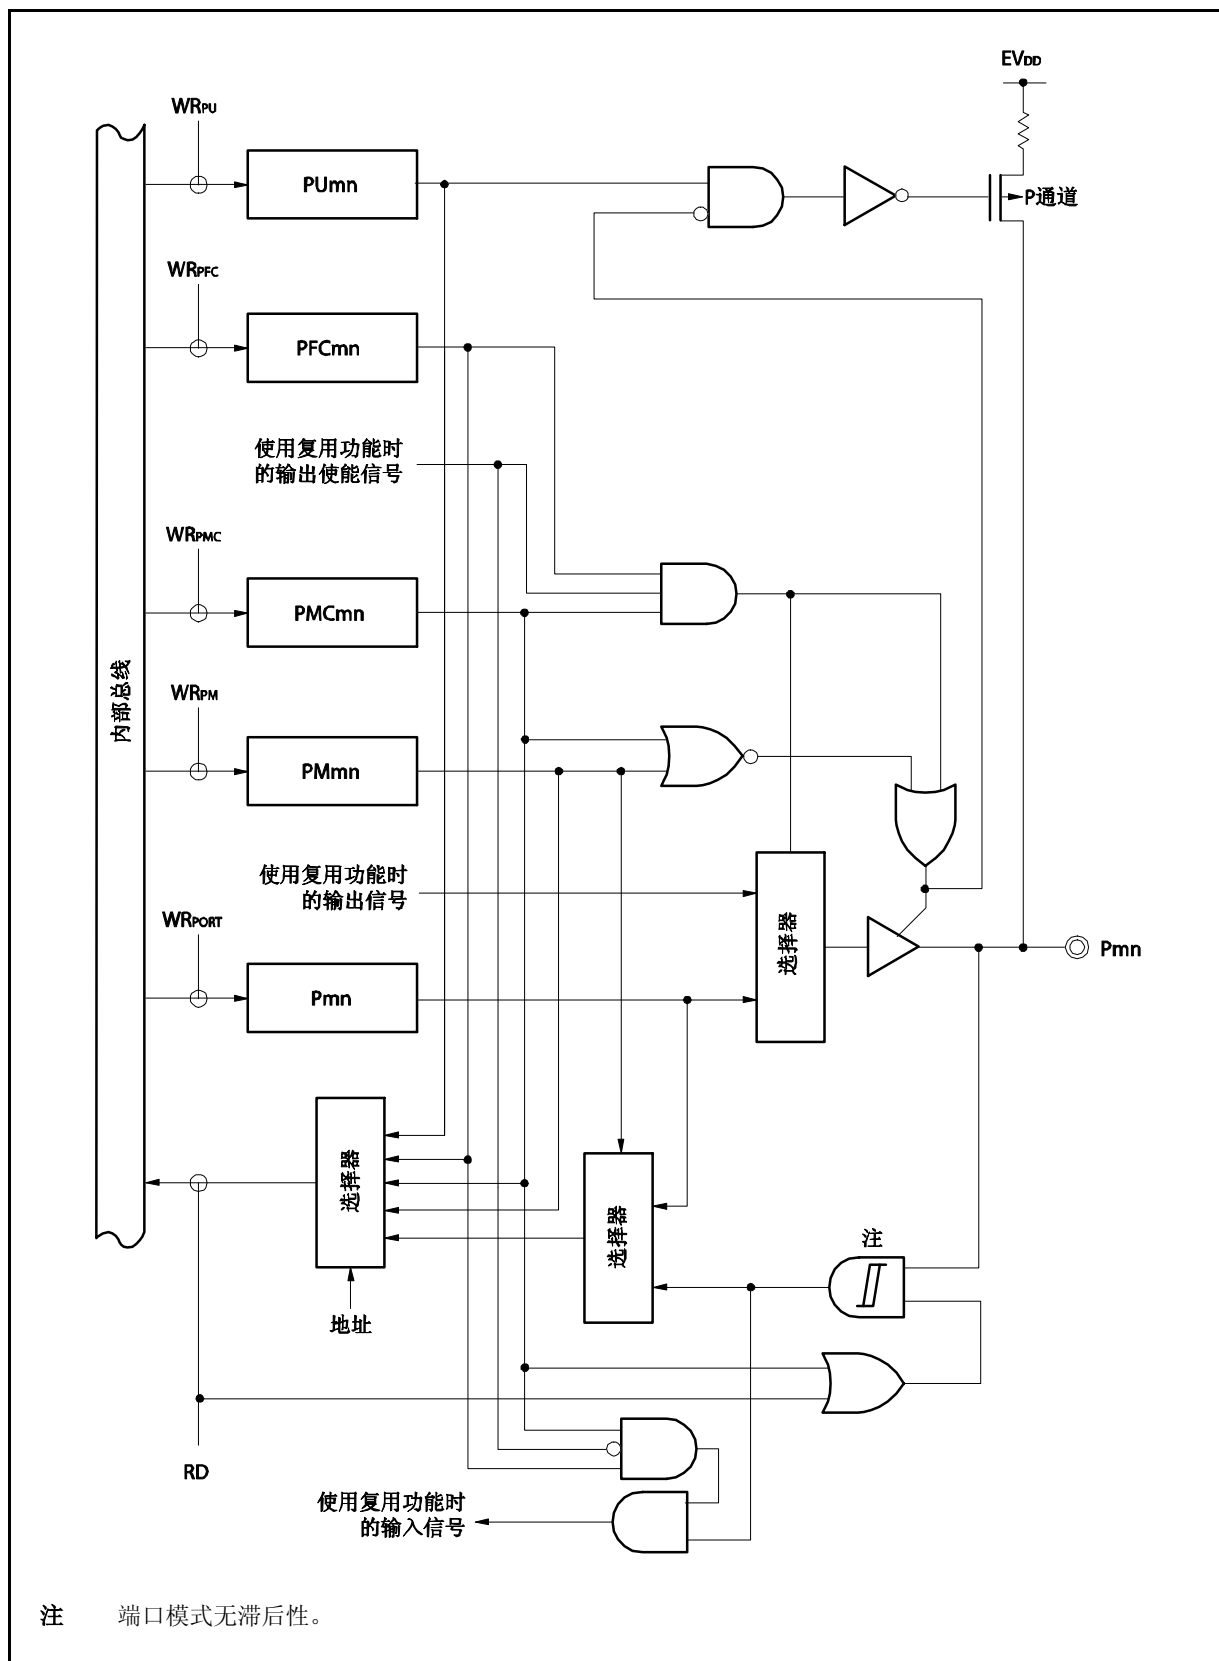 EVDD
WRPU
PUmn
P通道
WRPFC
PFCmn
使用复用功能时
的输出使能信号
WRPMC
PMCmn
内部总线
WRPM
PMmn
使用复用功能时
的输出信号
WRPORT
选择器
Pmn
Pmn
选择器
选择器
注
地址
RD
使用复用功能时
的输入信号
注 端口模式无滞后性。